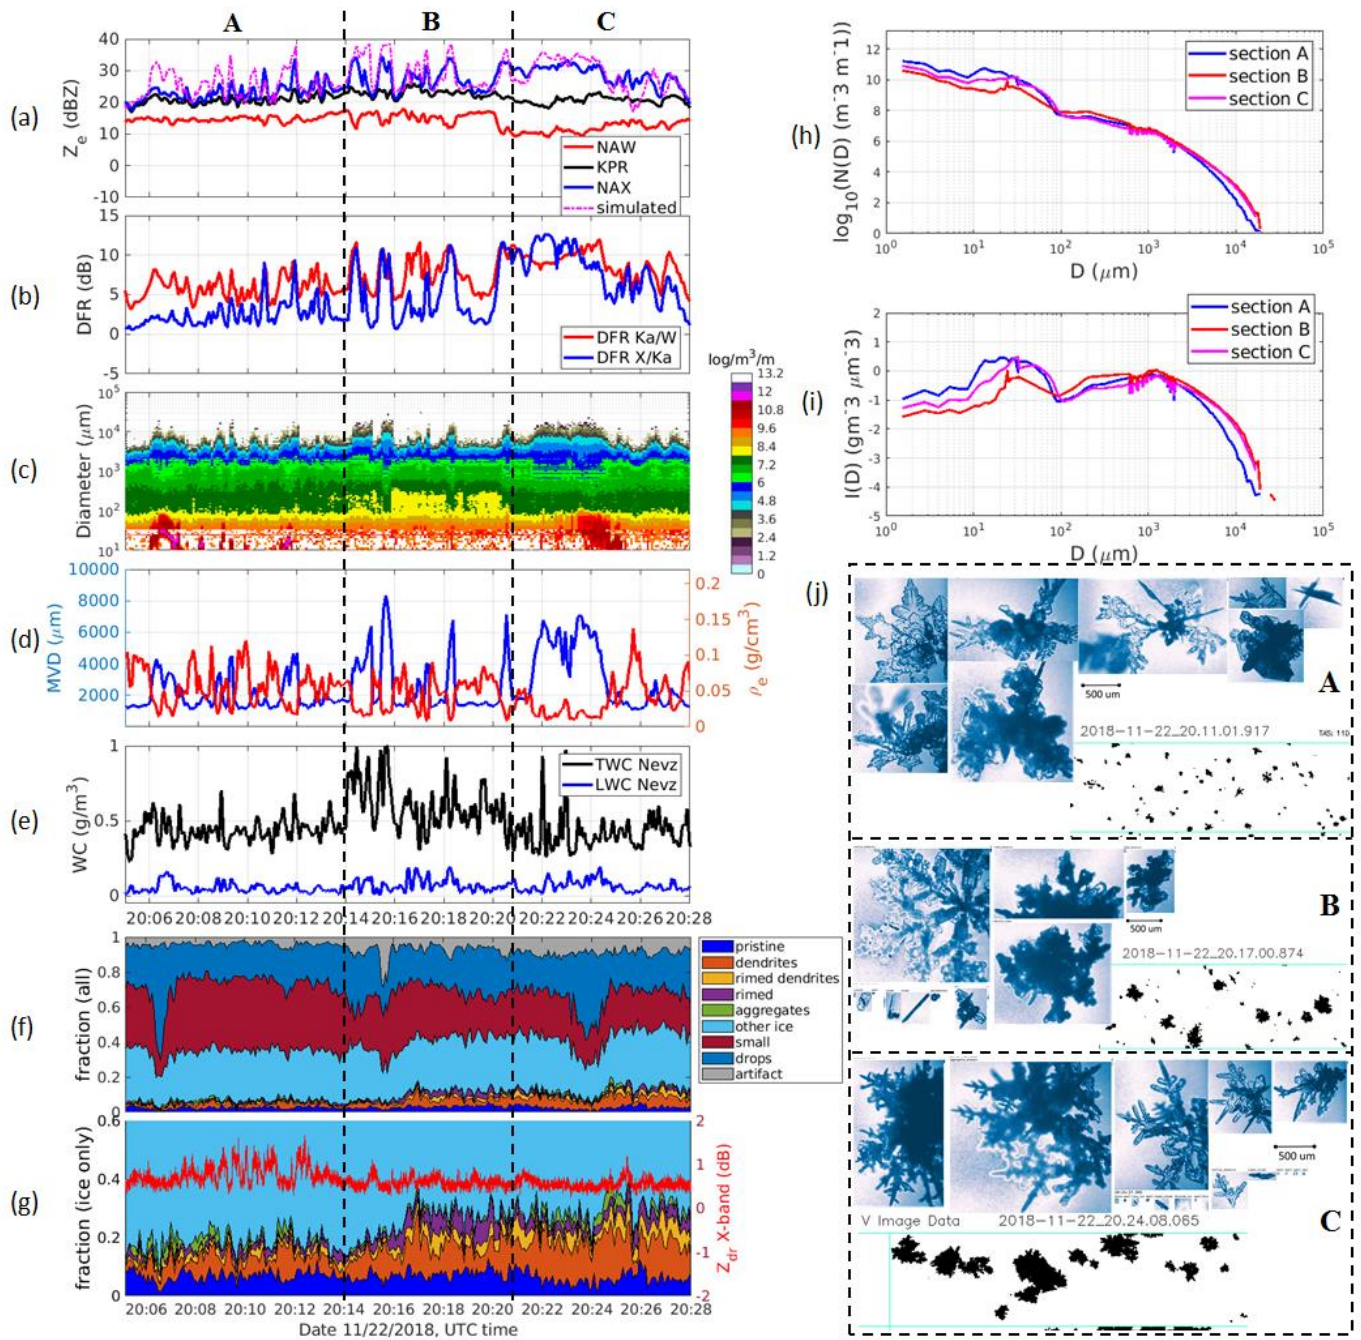 A B C
(a)
Z_e (dBZ)
40
30
20
10
0
-10
NAW
KPR
NAX
simulated
(b)
DFR (dB)
15
10
5
0
-5
DFR Ka/W
DFR X/Ka
(c)
Diameter (μm)
10^5
10^4
10^3
10^2
10^1
log/m^3/m
13.2
12
10.8
9.6
8.4
7.2
6
4.8
3.6
2.4
1.2
0
(d)
MVD (μm)
10000
8000
6000
4000
2000
0.2
0.15
0.1
0.05
0
ρ_e (g/cm^3)
(e)
WC (g/m^3)
1
0.5
0
TWC Nevz
LWC Nevz
20:06 20:08 20:10 20:12 20:14 20:16 20:18 20:20 20:22 20:24 20:26 20:28
(f)
fraction (all)
1
0.8
0.6
0.4
0.2
0
pristine
dendrites
rimed dendrites
rimed
aggregates
other ice
small
drops
artifact
(g)
fraction (ice only)
0.6
0.4
0.2
0
2
1
0
-1
-2
Z_dr X-band (dB)
20:06 20:08 20:10 20:12 20:14 20:16 20:18 20:20 20:22 20:24 20:26 20:28
Date 11/22/2018, UTC time
(h)
log_10(N(D) (m^-3 m^-1))
12
10
8
6
4
2
0
section A
section B
section C
10^0 10^1 10^2 10^3 10^4 10^5
D (μm)
(i)
I(D) (gm^-3 μm^-3)
2
1
0
-1
-2
-3
-4
-5
section A
section B
section C
10^0 10^1 10^2 10^3 10^4 10^5
D (μm)
(j)
500 um
A
2018-11-22_20.11.01.917
TAS: 110
B
500 um
2018-11-22_20.17.00.874
500 um
V Image Data 2018-11-22_20.24.08.065
C